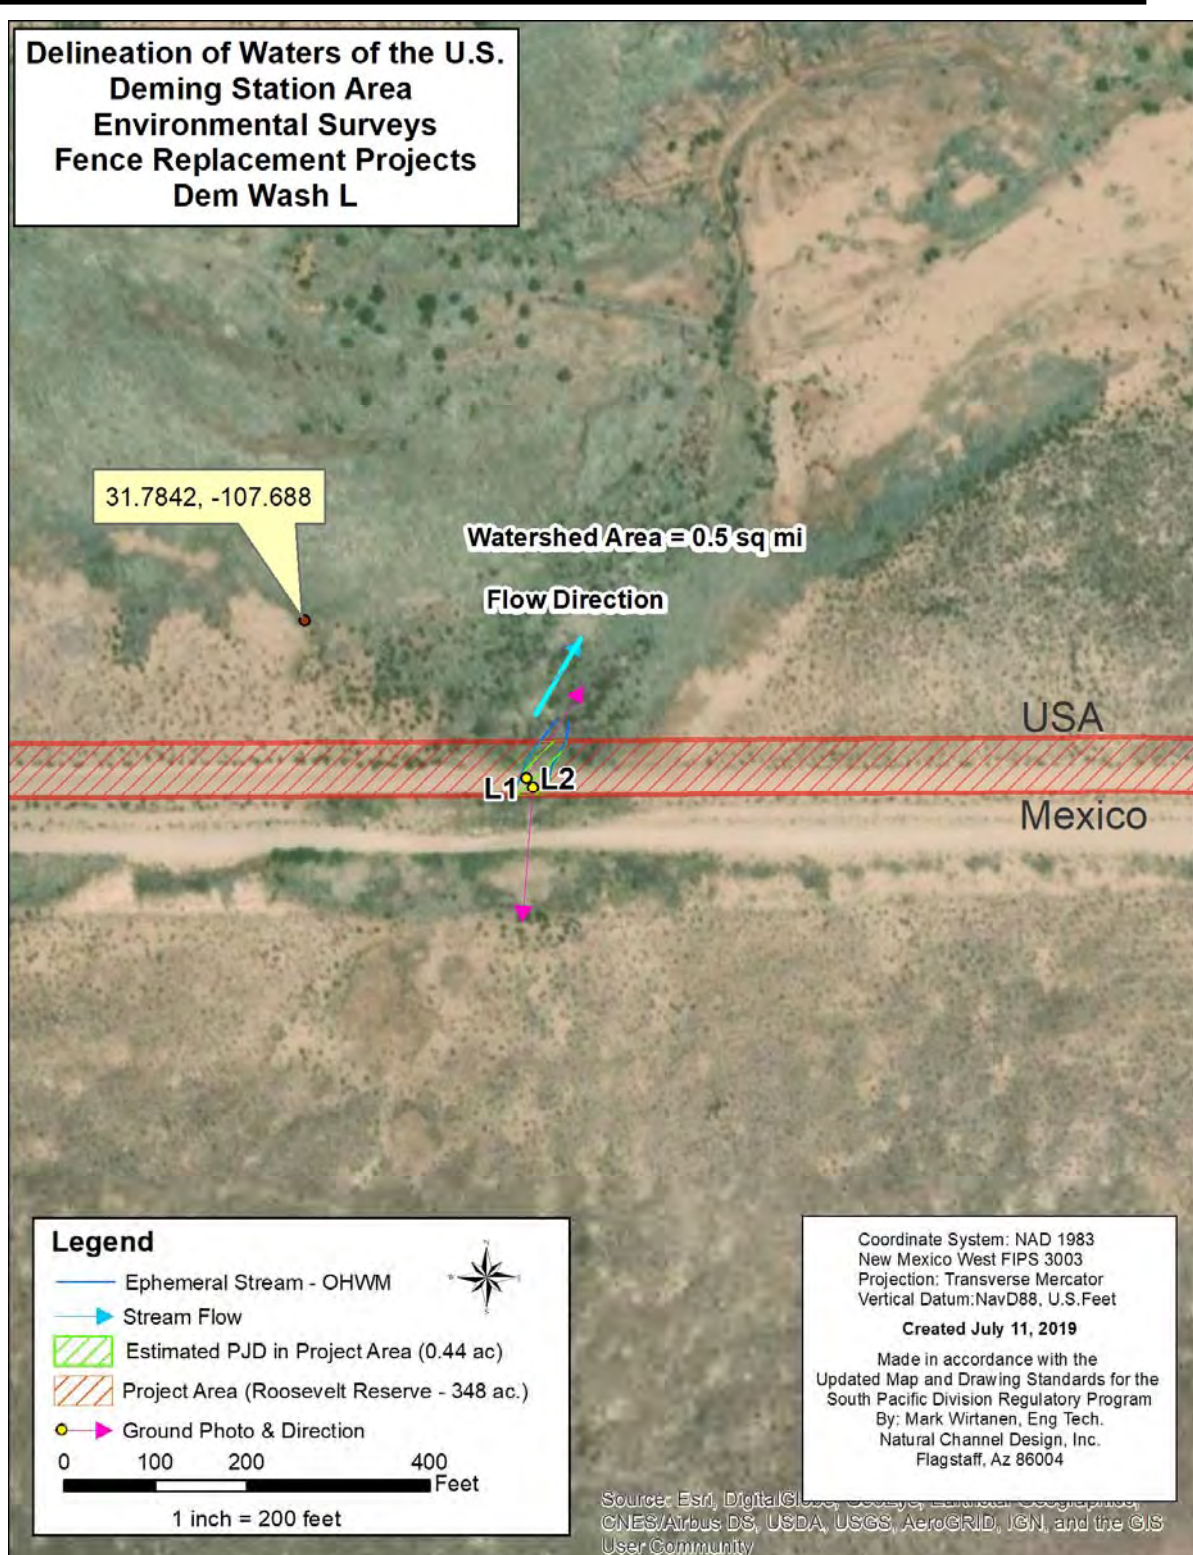 Delineation of Waters of the U.S.
Deming Station Area
Environmental Surveys
Fence Replacement Projects
Dem Wash L
31.7842, -107.688
Watershed Area = 0.5 sq mi
Flow Direction
USA
L1
L2
Mexico
Legend
Ephemeral Stream - OHWM
Stream Flow
Estimated PJD in Project Area (0.44 ac)
Project Area (Roosevelt Reserve - 348 ac.)
Ground Photo & Direction
0 100 200 400
Feet
1 inch = 200 feet
Coordinate System: NAD 1983
New Mexico West FIPS 3003
Projection: Transverse Mercator
Vertical Datum:NavD88, U.S.Feet
Created July 11, 2019
Made in accordance with the
Updated Map and Drawing Standards for the
South Pacific Division Regulatory Program
By: Mark Wirtanen, Eng Tech.
Natural Channel Design, Inc.
Flagstaff, Az 86004
Source: Esri, DigitalGlobe, GeoEye, Earthstar Geographics,
CNES/Airbus DS, USDA, USGS, AeroGRID, IGN, and the GIS
User Community